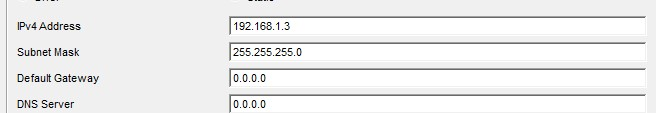 IPv4 Address 192.168.1.3
Subnet Mask 255.255.255.0
Default Gateway 0.0.0.0
DNS Server 0.0.0.0